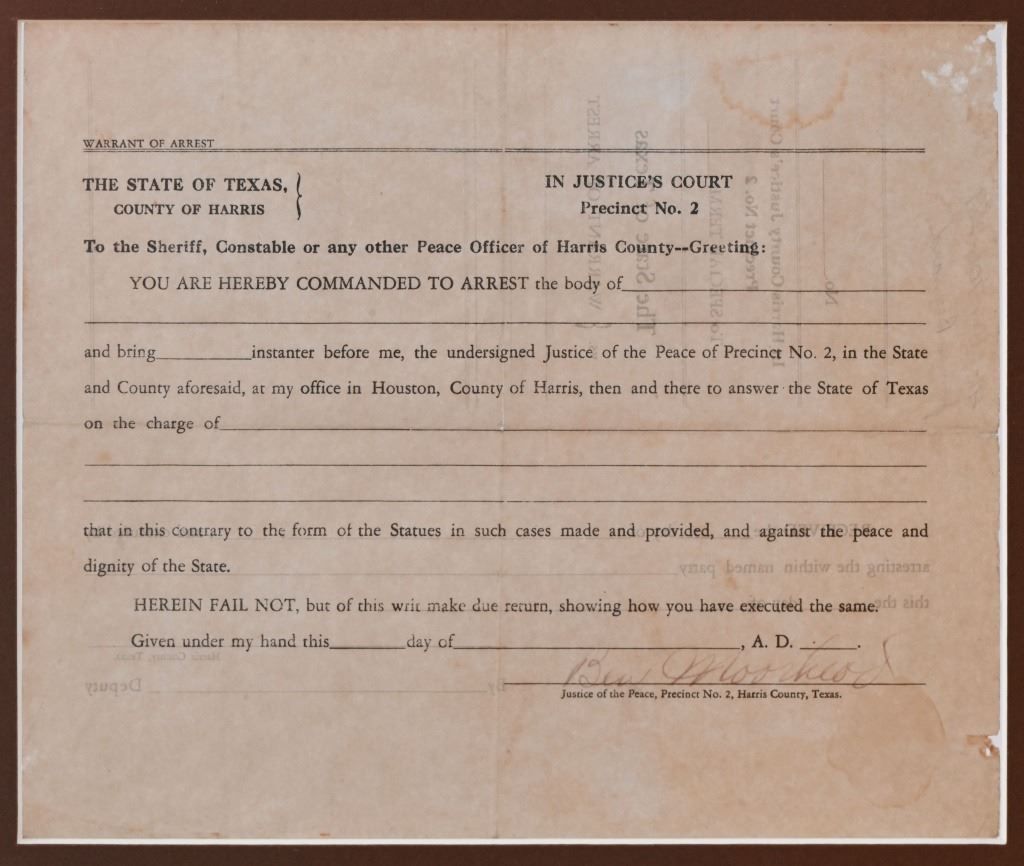 WARRANT OF ARREST
THE STATE OF TEXAS, } IN JUSTICE'S COURT
COUNTY OF HARRIS Precinct No. 2
To the Sheriff, Constable or any other Peace Officer of Harris County--Greeting:
YOU ARE HEREBY COMMANDED TO ARREST the body of
and bring instanter before me, the undersigned Justice of the Peace of Precinct No. 2, in the State
and County aforesaid, at my office in Houston, County of Harris, then and there to answer the State of Texas
on the charge of
that in this contrary to the form of the Statues in such cases made and provided, and against the peace and
dignity of the State.
HEREIN FAIL NOT, but of this writ make due return, showing how you have executed the same.
Given under my hand this day of , A. D. .
Ben Moorhead
Justice of the Peace, Precinct No. 2, Harris County, Texas.